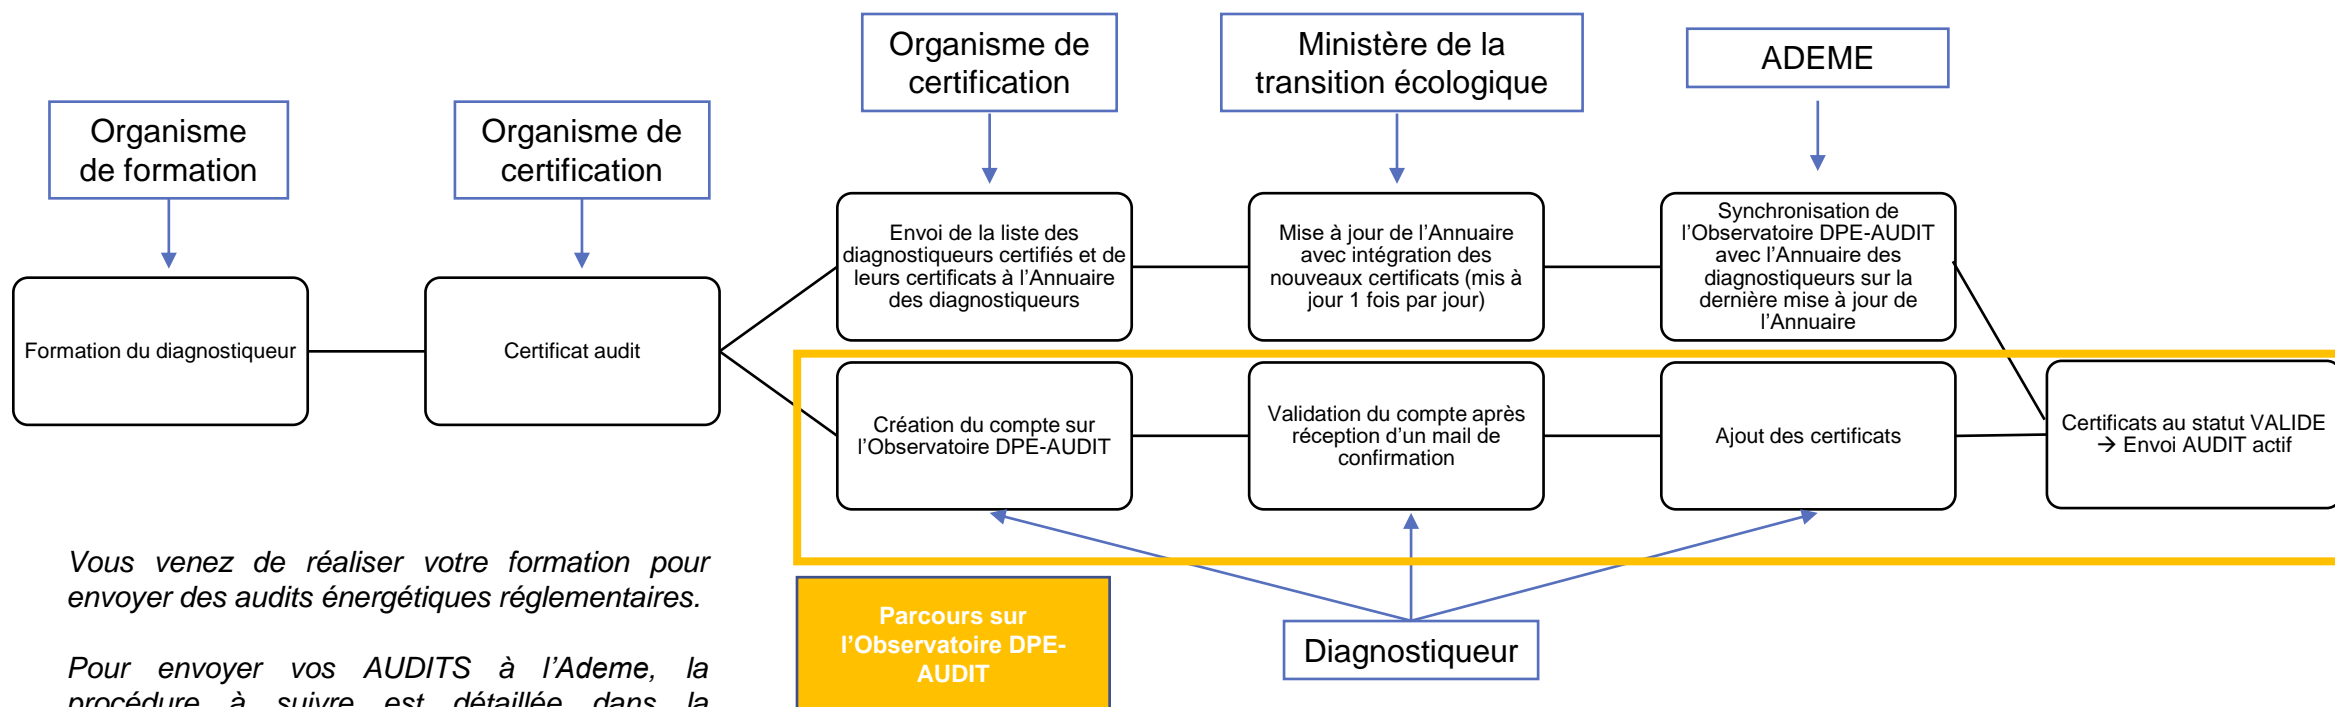 Organisme
de formation
Organisme de
certification
Organisme de
certification
Ministère de la
transition écologique
ADEME
Formation du diagnostiqueur
Certificat audit
Envoi de la liste des
diagnostiqueurs certifiés et de
leurs certificats à l’Annuaire
des diagnostiqueurs
Mise à jour de l’Annuaire
avec intégration des
nouveaux certificats (mis à
jour 1 fois par jour)
Synchronisation de
l’Observatoire DPE-AUDIT
avec l’Annuaire des
diagnostiqueurs sur la
dernière mise à jour de
l’Annuaire
Création du compte sur
l’Observatoire DPE-AUDIT
Validation du compte après
réception d’un mail de
confirmation
Ajout des certificats
Certificats au statut VALIDE
→ Envoi AUDIT actif
Vous venez de réaliser votre formation pour
envoyer des audits énergétiques réglementaires.
Pour envoyer vos AUDITS à l’Ademe, la
procédure à suivre est détaillée dans la
Parcours sur
l’Observatoire DPE-
AUDIT
Diagnostiqueur